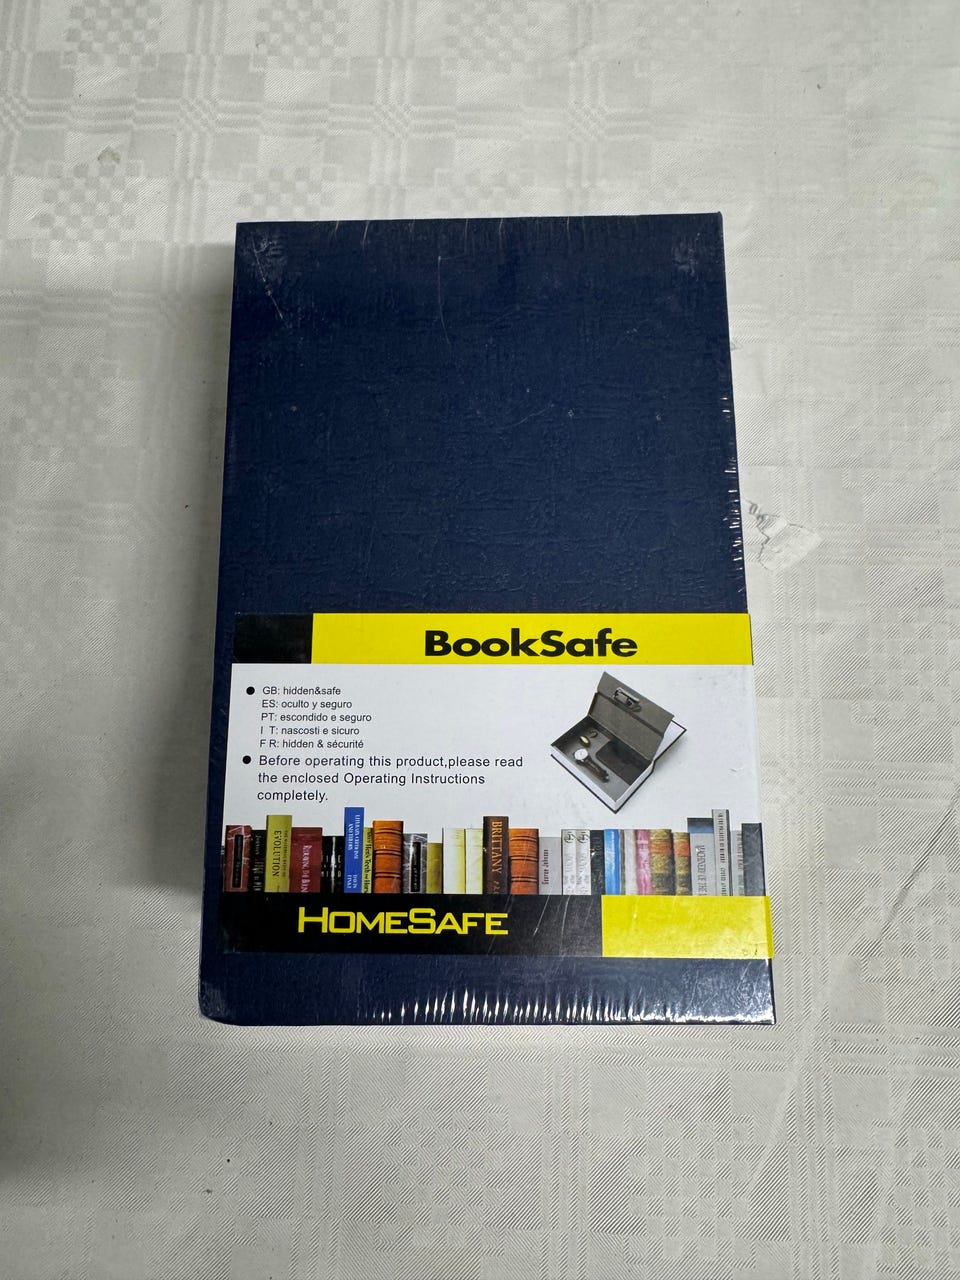 BookSafe
● GB: hidden&safe
ES: oculto y seguro
PT: escondido e seguro
I T: nascosti e sicuro
F R: hidden & sécurité
● Before operating this product,please read
the enclosed Operating Instructions
completely.
EVOLUTION
BRITTANY
HOMESAFE